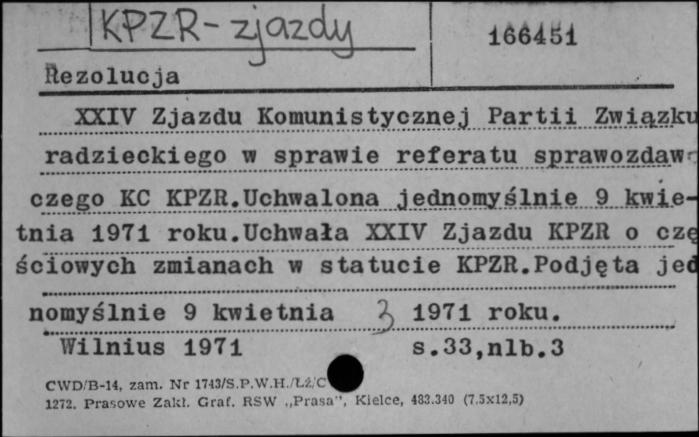 KPZR - zjazdy
166451
Rezolucja
XXIV Zjazdu Komunistycznej Partii Związku
radzieckiego w sprawie referatu sprawozdaw-
czego KC KPZR.Uchwalona jednomyślnie 9 kwie-
tnia 1971 roku.Uchwała XXIV Zjazdu KPZR o czę
ściowych zmianach w statucie KPZR.Podjęta jed
nomyślnie 9 kwietnia 3 1971 roku.
Wilnius 1971 s.33,nlb.3
CWD/B-14, zam. Nr 1743/S.P.W.H./Łź/C
1272. Prasowe Zakł. Graf. RSW „Prasa", Kielce, 483.340 (7,5x12,5)